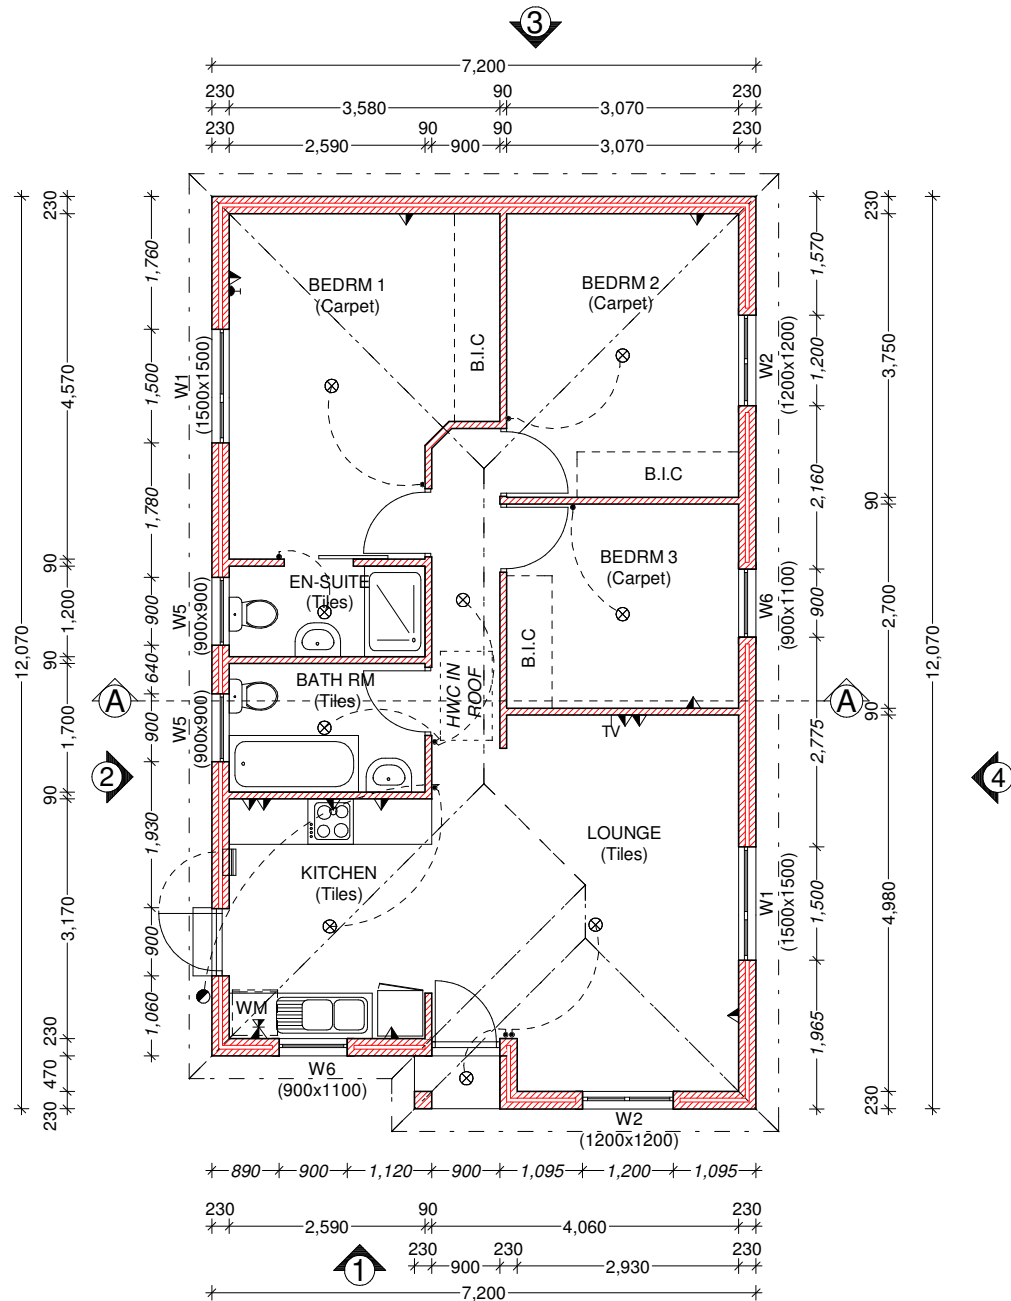 3
7,200
230
3,580
90
3,070
230
230
2,590
90
900
90
3,070
230
12,070
230
4,570
90
1,200
90
1,700
90
3,170
230
470
230
1,760
1,500
1,780
900
640
900
1,930
900
1,060
W1
(1500x1500)
W5
(900x900)
W5
(900x900)
A
2
BEDRM 1
(Carpet)
B.I.C
BEDRM 2
(Carpet)
B.I.C
BEDRM 3
(Carpet)
B.I.C
EN-SUITE
(Tiles)
BATH RM
(Tiles)
HWC IN
ROOF
TV
LOUNGE
(Tiles)
KITCHEN
(Tiles)
WM
W6
(900x1100)
W2
(1200x1200)
W2
(1200x1200)
W6
(900x1100)
W1
(1500x1500)
1,570
1,200
2,160
900
2,775
1,500
1,965
230
3,750
90
2,700
90
4,980
230
12,070
A
4
890
900
1,120
900
1,095
1,200
1,095
230
2,590
90
4,060
230
230
900
230
2,930
230
1
7,200